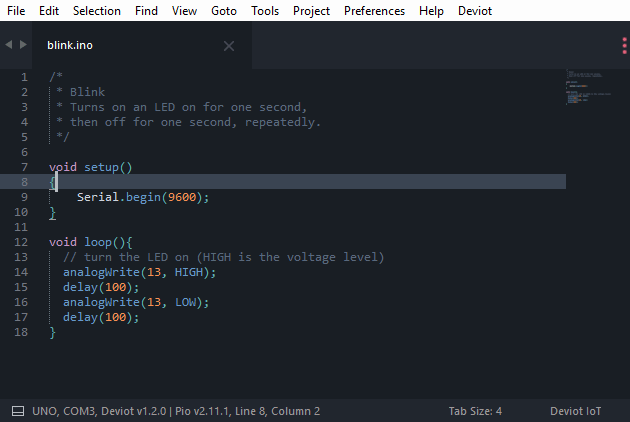 File Edit Selection Find View Goto Tools Project Preferences Help Deviot
blink.ino
1 /*
2  * Blink
3  * Turns on an LED on for one second,
4  * then off for one second, repeatedly.
5  */
6
7 void setup()
8 {
9     Serial.begin(9600);
10 }
11
12 void loop(){
13   // turn the LED on (HIGH is the voltage level)
14   analogWrite(13, HIGH);
15   delay(100);
16   analogWrite(13, LOW);
17   delay(100);
18 }
UNO, COM3, Deviot v1.2.0 | Pio v2.11.1, Line 8, Column 2 Tab Size: 4 Deviot IoT